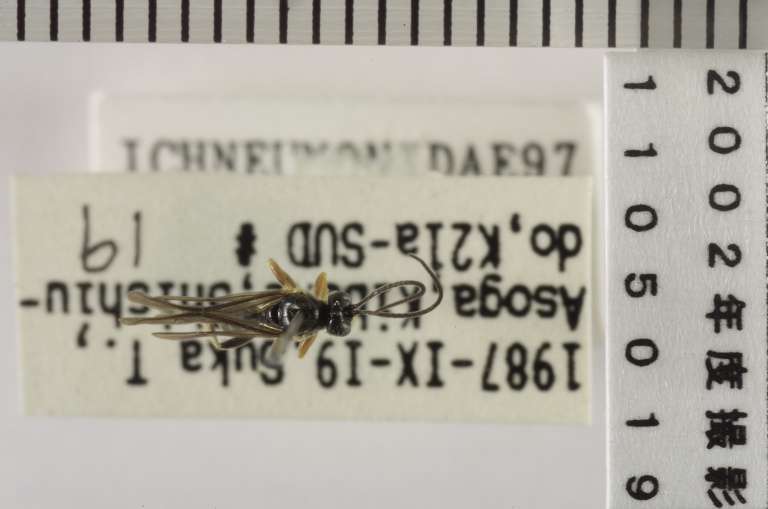 ICHNEUMONIDAE97
1987-IX-19 Suka T.,
Asoga Shishiu-
do,K21a-SUD # 19
2002年度撮影
1105019